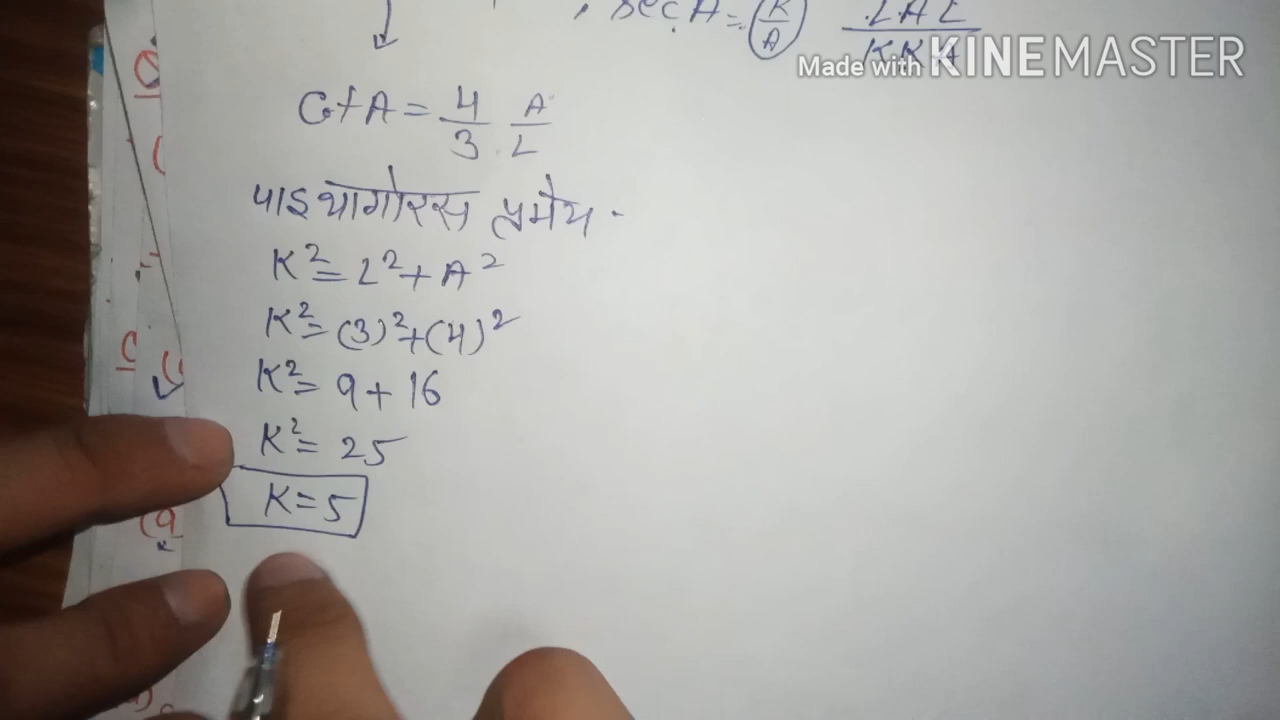 sec A = K/A L A L
K K A
Made with KINEMASTER
Cot A = 4/3 A/L
पाइथागोरस प्रमेय -
K² = L² + A²
K² = (3)² + (4)²
K² = 9 + 16
K² = 25
K = 5